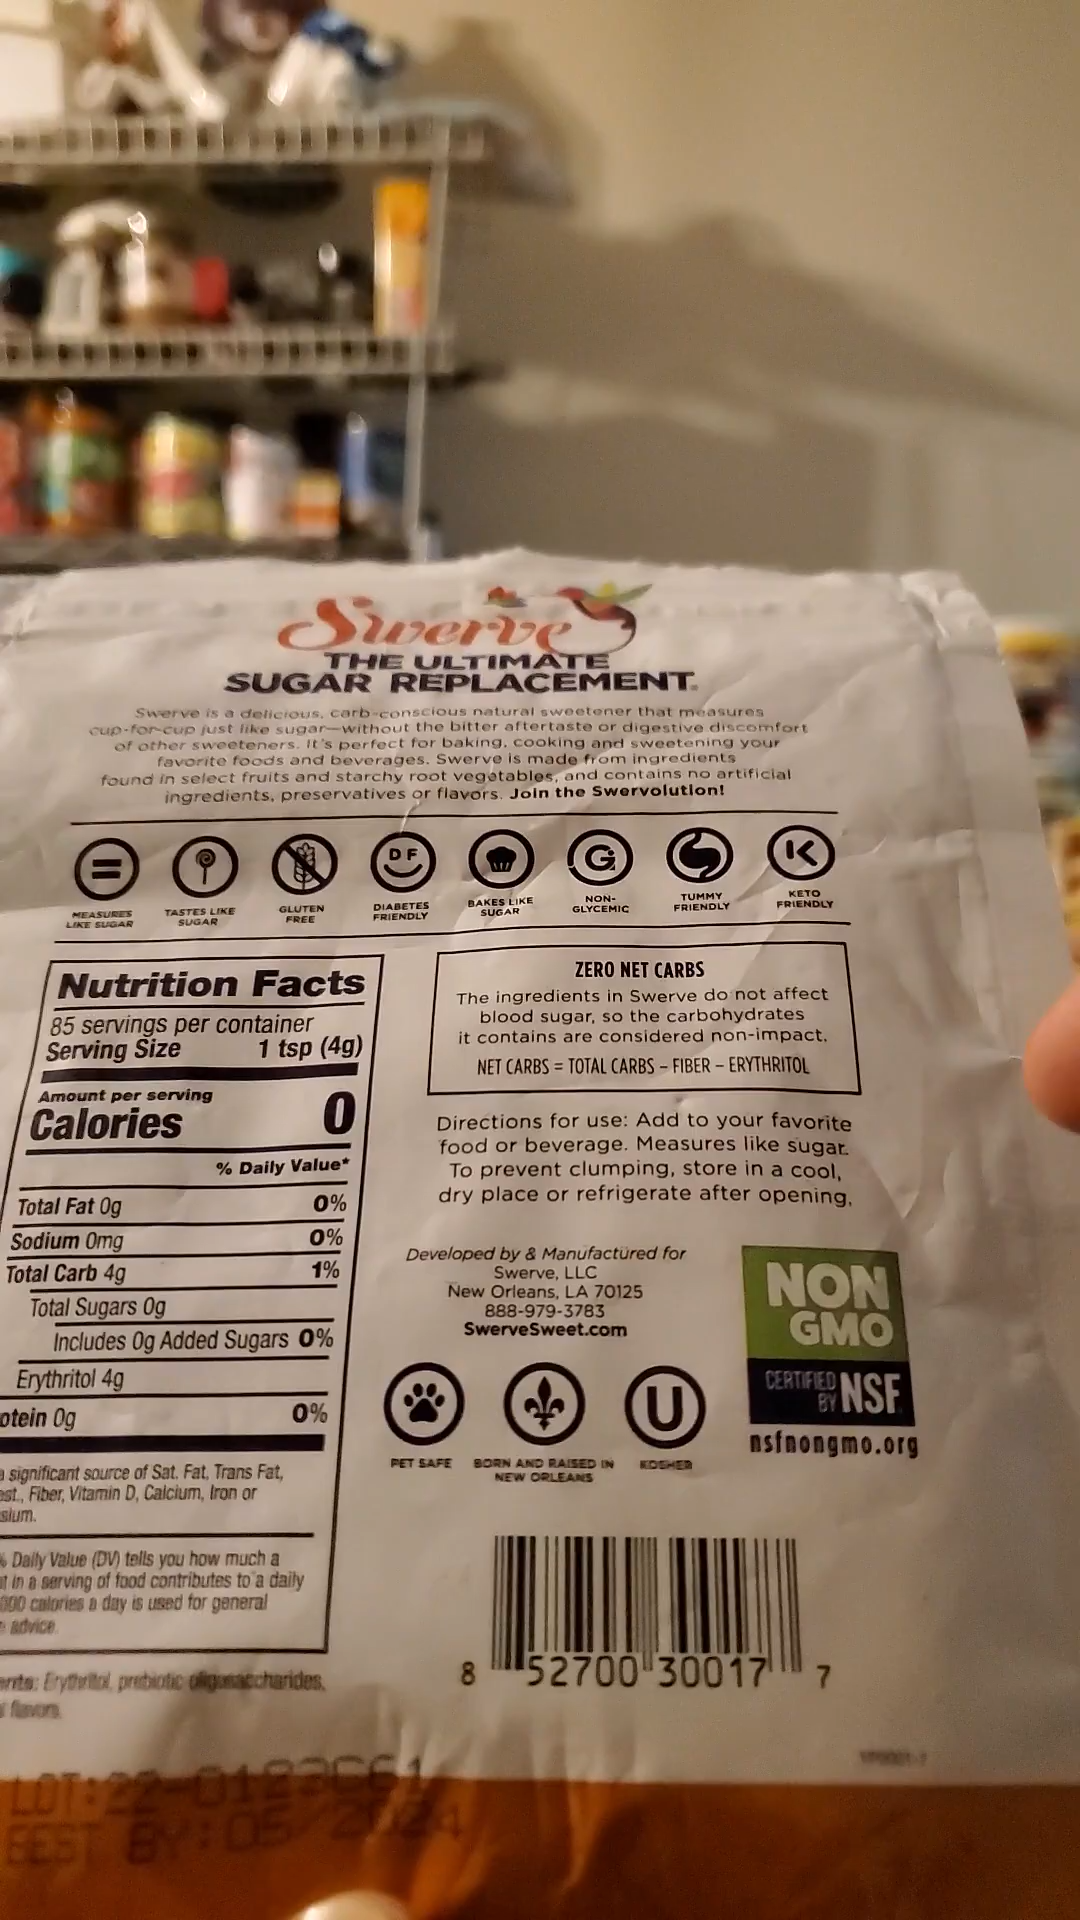 Swerve
THE ULTIMATE
SUGAR REPLACEMENT.
Swerve is a delicious, carb-conscious natural sweetener that measures
cup-for-cup just like sugar—without the bitter aftertaste or digestive discomfort
of other sweeteners. It's perfect for baking, cooking and sweetening your
favorite foods and beverages. Swerve is made from ingredients
found in select fruits and starchy root vegetables, and contains no artificial
ingredients, preservatives or flavors. Join the Swervolution!
DF
G
K
MEASURES
LIKE SUGAR
TASTES LIKE
SUGAR
GLUTEN
FREE
DIABETES
FRIENDLY
BAKES LIKE
SUGAR
NON-
GLYCEMIC
TUMMY
FRIENDLY
KETO
FRIENDLY
Nutrition Facts
85 servings per container
Serving Size 1 tsp (4g)
Amount per serving
Calories 0
% Daily Value*
Total Fat 0g 0%
Sodium 0mg 0%
Total Carb 4g 1%
Total Sugars 0g
Includes 0g Added Sugars 0%
Erythritol 4g
otein 0g 0%
a significant source of Sat. Fat, Trans Fat,
est., Fiber, Vitamin D, Calcium, Iron or
sium.
% Daily Value (DV) tells you how much a
nt in a serving of food contributes to a daily
000 calories a day is used for general
advice.
ents: Erythritol, prebiotic oligosaccharides,
flavors.
ZERO NET CARBS
The ingredients in Swerve do not affect
blood sugar, so the carbohydrates
it contains are considered non-impact.
NET CARBS = TOTAL CARBS – FIBER – ERYTHRITOL
Directions for use: Add to your favorite
food or beverage. Measures like sugar.
To prevent clumping, store in a cool,
dry place or refrigerate after opening.
Developed by & Manufactured for
Swerve, LLC
New Orleans, LA 70125
888-979-3783
SwerveSweet.com
NON
GMO
CERTIFIED
BY NSF
nsfnongmo.org
U
PET SAFE
BORN AND RAISED IN
NEW ORLEANS
KOSHER
8 52700 30017 7
LOT:22-0123C61
BEST BY:05/2024